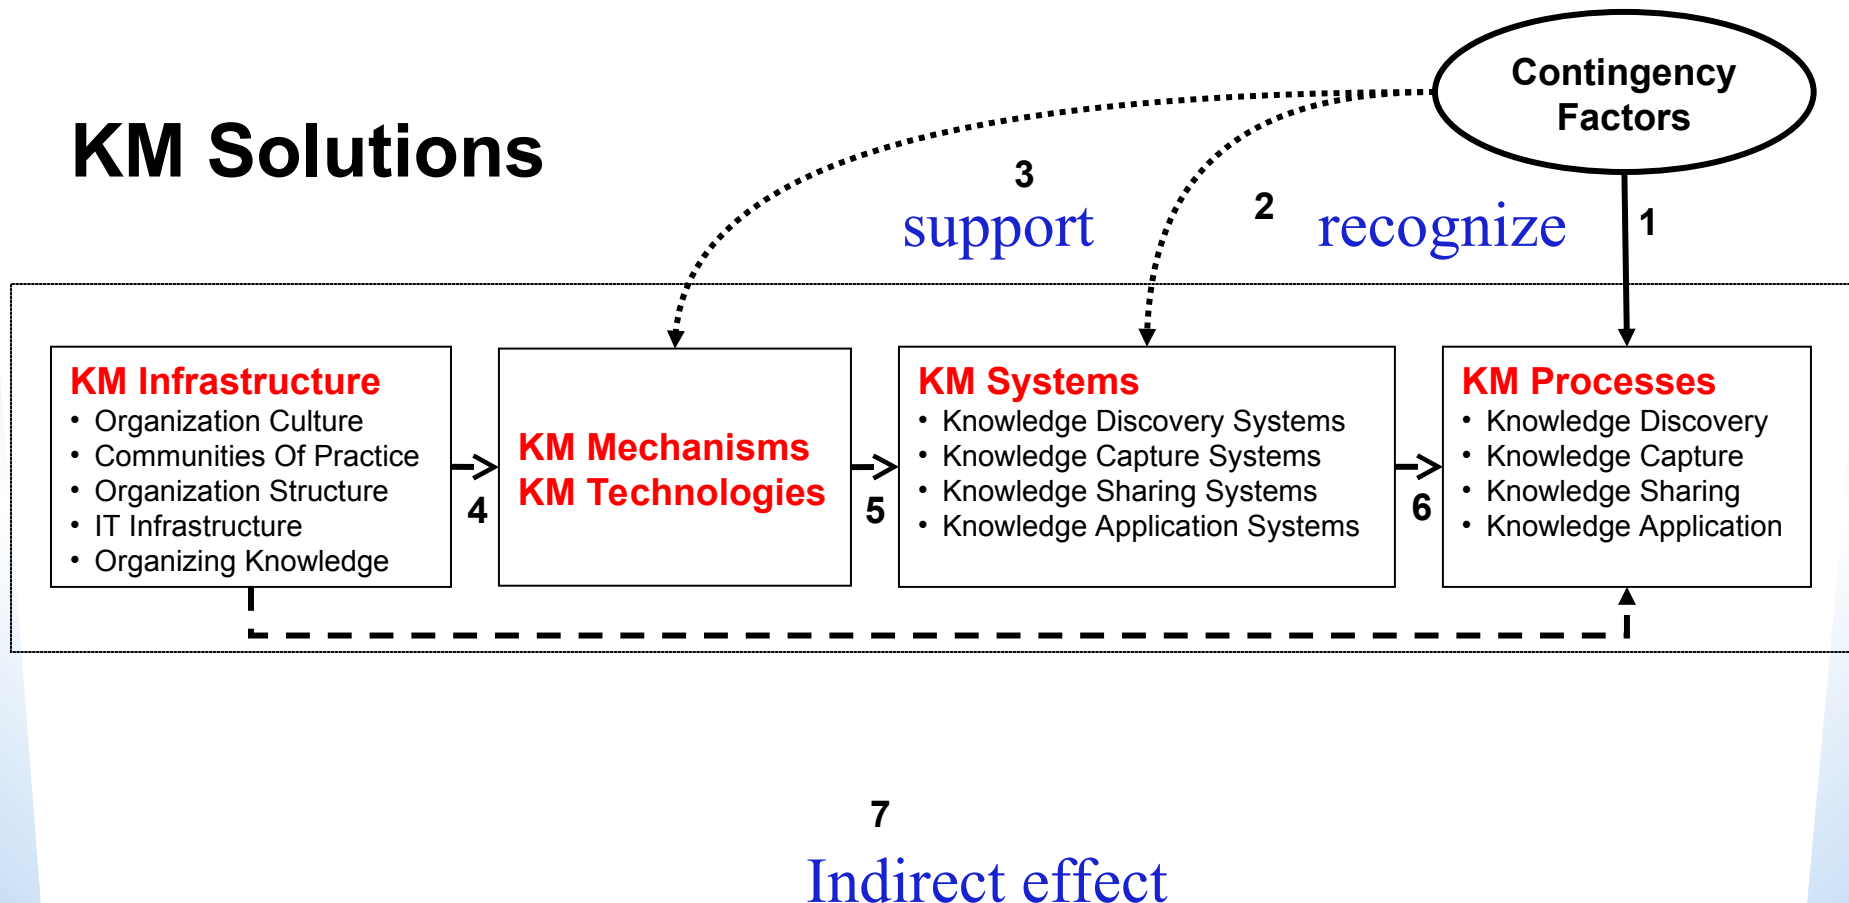 Contingency
Factors
KM Solutions
3
support
2
recognize
1
KM Infrastructure
• Organization Culture
• Communities Of Practice
• Organization Structure
• IT Infrastructure
• Organizing Knowledge
4
KM Mechanisms
KM Technologies
5
KM Systems
• Knowledge Discovery Systems
• Knowledge Capture Systems
• Knowledge Sharing Systems
• Knowledge Application Systems
6
KM Processes
• Knowledge Discovery
• Knowledge Capture
• Knowledge Sharing
• Knowledge Application
7
Indirect effect